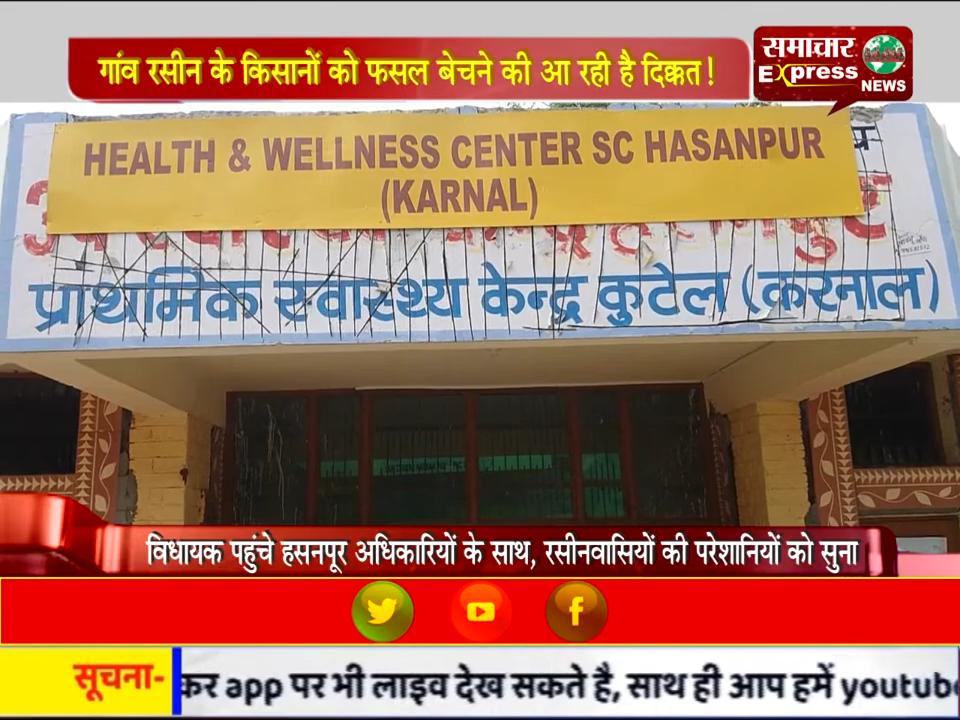 गांव रसीन के किसानों को फसल बेचने की आ रही है दिक्कत!
समाचार
Express
NEWS
HEALTH & WELLNESS CENTER SC HASANPUR
(KARNAL)
प्राथमिक स्वास्थ्य केन्द्र कुटेल (करनाल)
विधायक पहुंचे हसनपूर अधिकारियों के साथ, रसीनवासियों की परेशानियों को सुना
सूचना- कर app पर भी लाइव देख सकते है, साथ ही आप हमें youtube